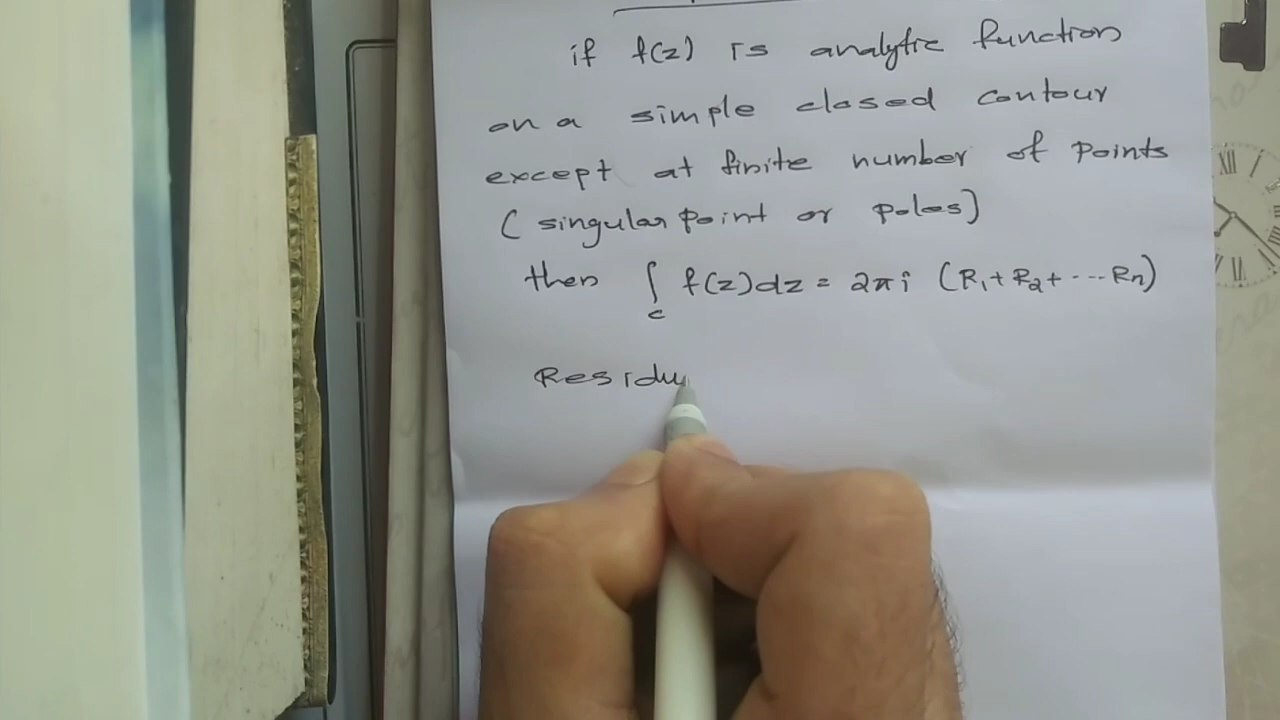 if f(z) is analytic function
on a simple closed contour
except at finite number of points
( singular point or poles)
then ∫c f(z)dz = 2πi (R₁+R₂+---Rn)
Residu
XII